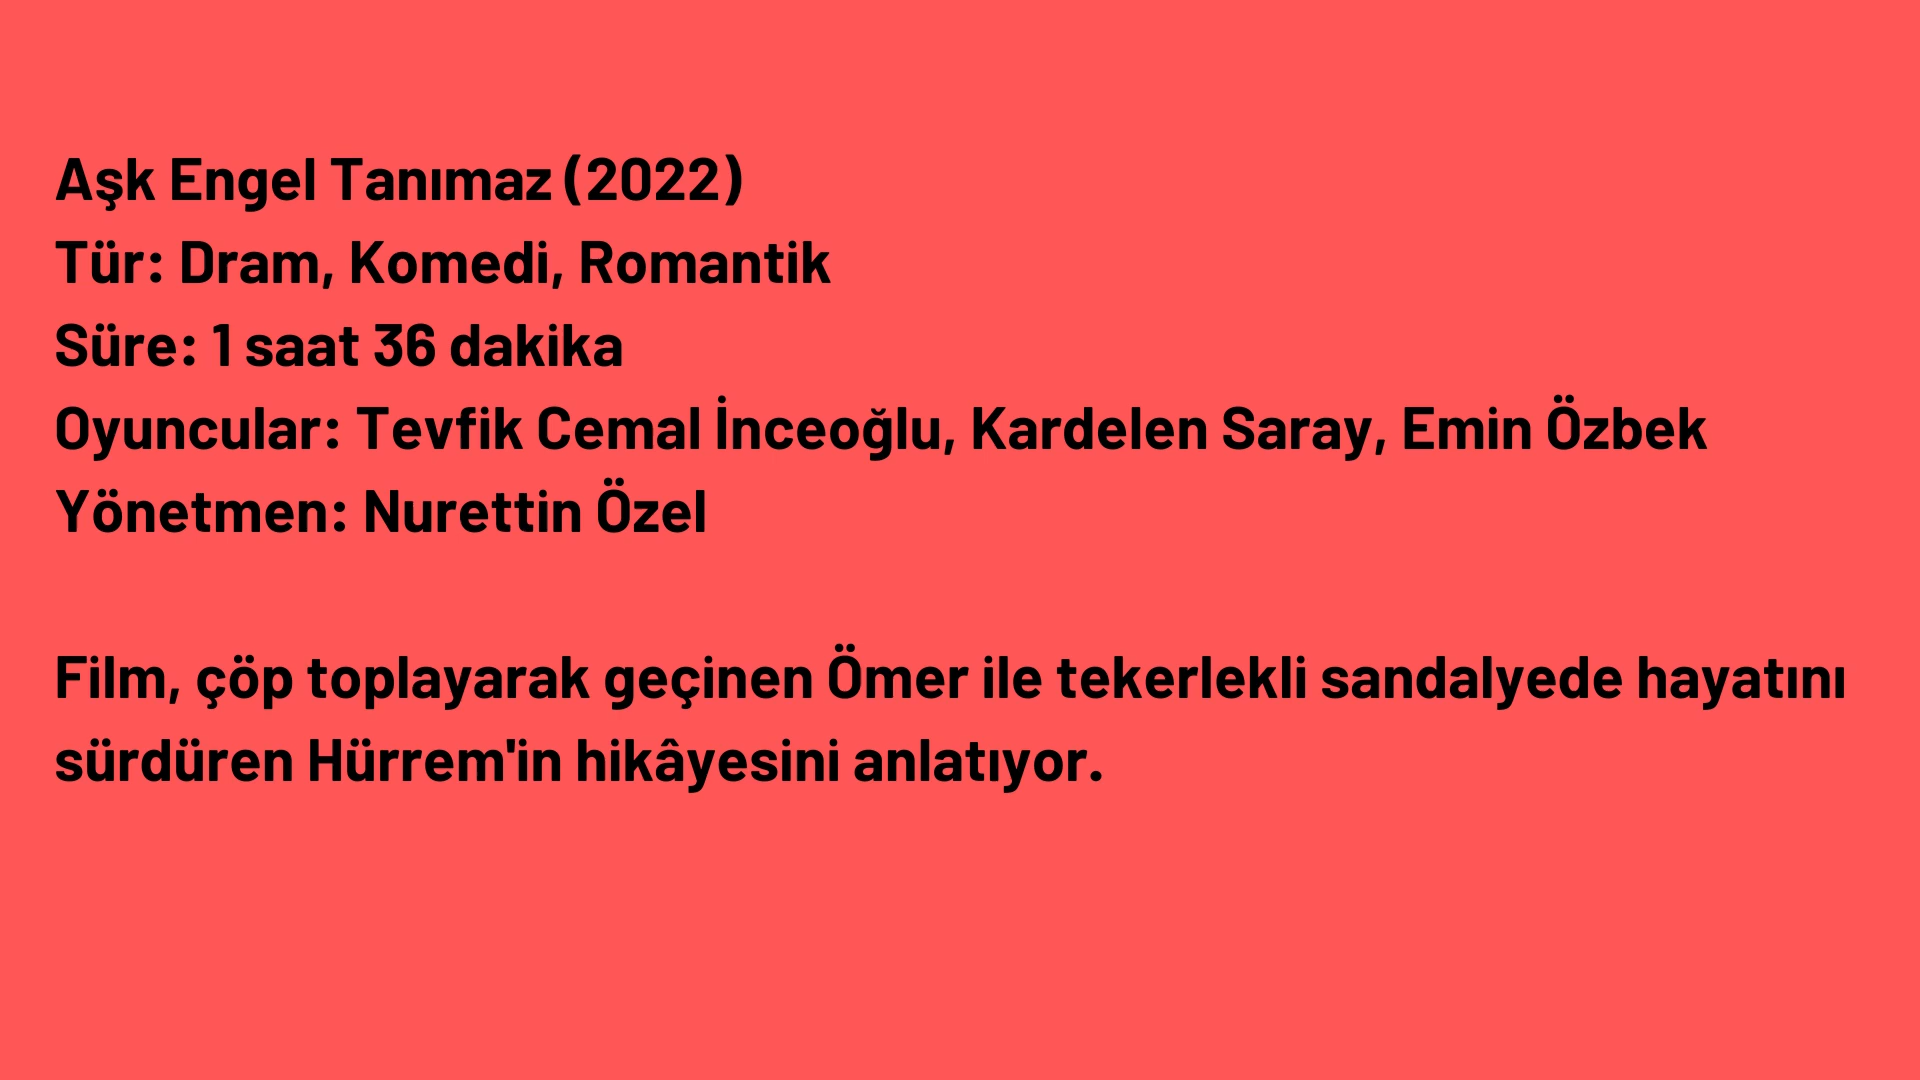 Aşk Engel Tanımaz (2022)
Tür: Dram, Komedi, Romantik
Süre: 1 saat 36 dakika
Oyuncular: Tevfik Cemal İnceoğlu, Kardelen Saray, Emin Özbek
Yönetmen: Nurettin Özel
Film, çöp toplayarak geçinen Ömer ile tekerlekli sandalyede hayatını
sürdüren Hürrem'in hikâyesini anlatıyor.